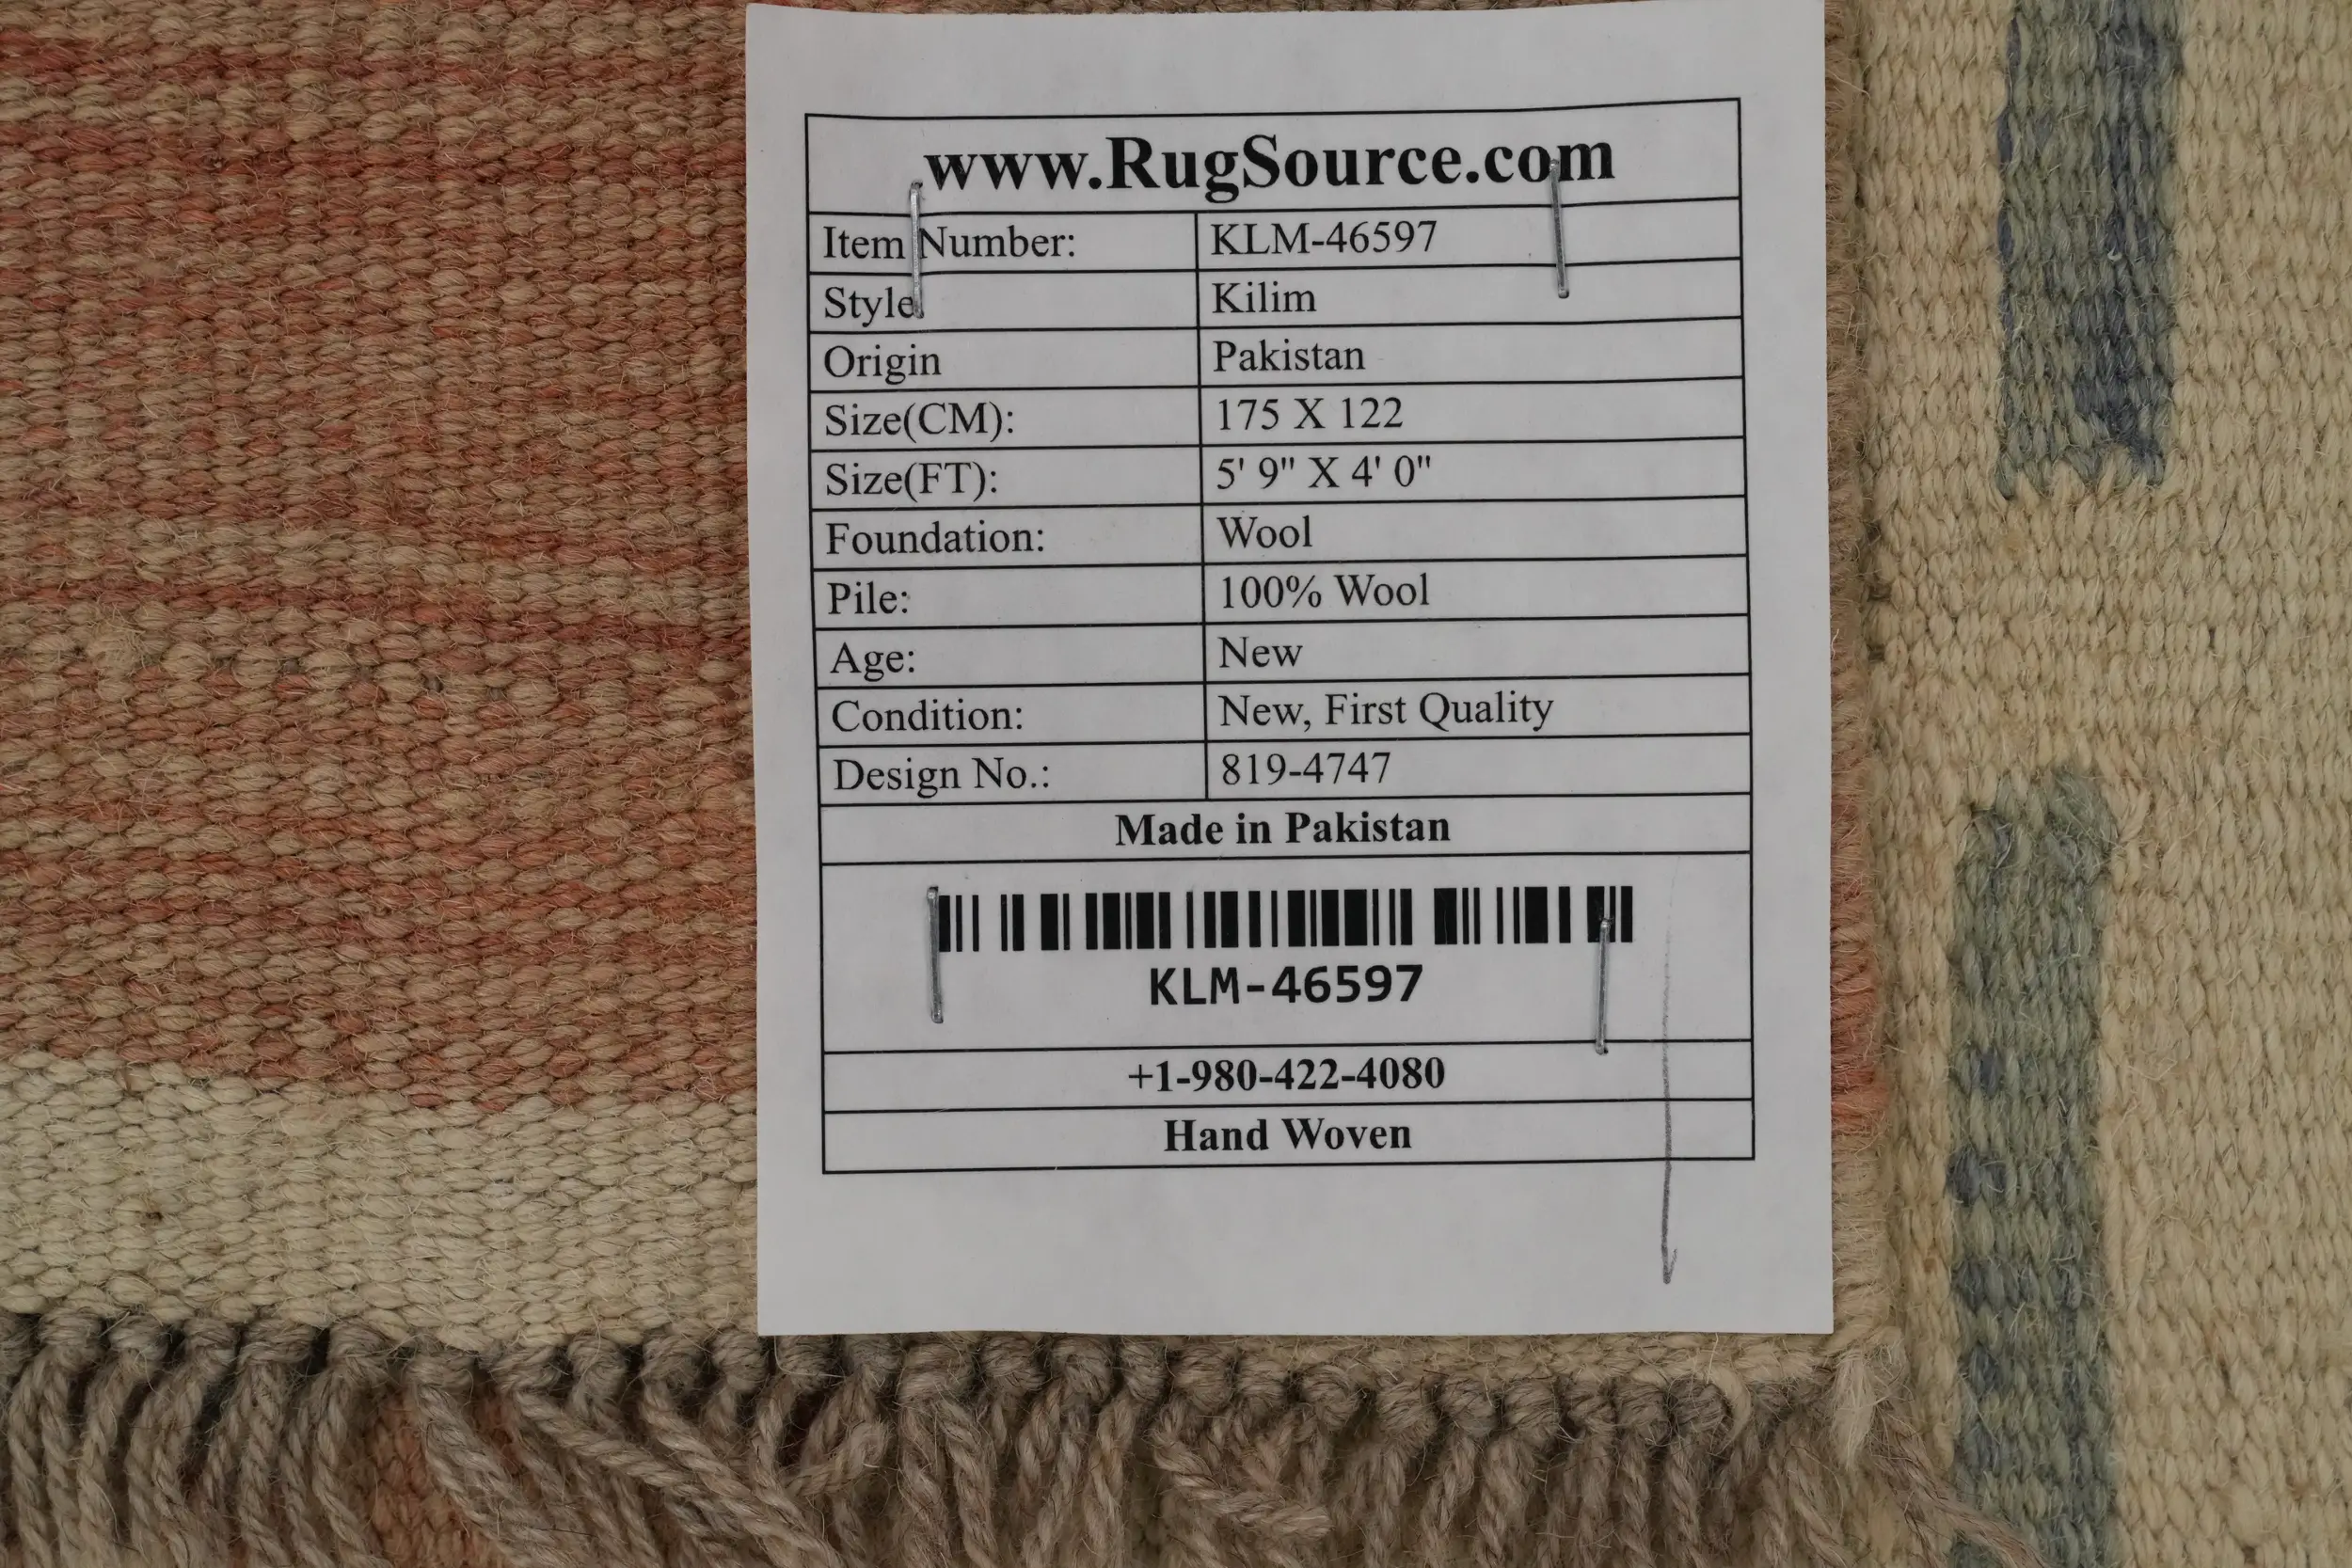 www.RugSource.com
Item Number: KLM-46597
Style: Kilim
Origin Pakistan
Size(CM): 175 X 122
Size(FT): 5' 9" X 4' 0"
Foundation: Wool
Pile: 100% Wool
Age: New
Condition: New, First Quality
Design No.: 819-4747
Made in Pakistan
KLM-46597
+1-980-422-4080
Hand Woven